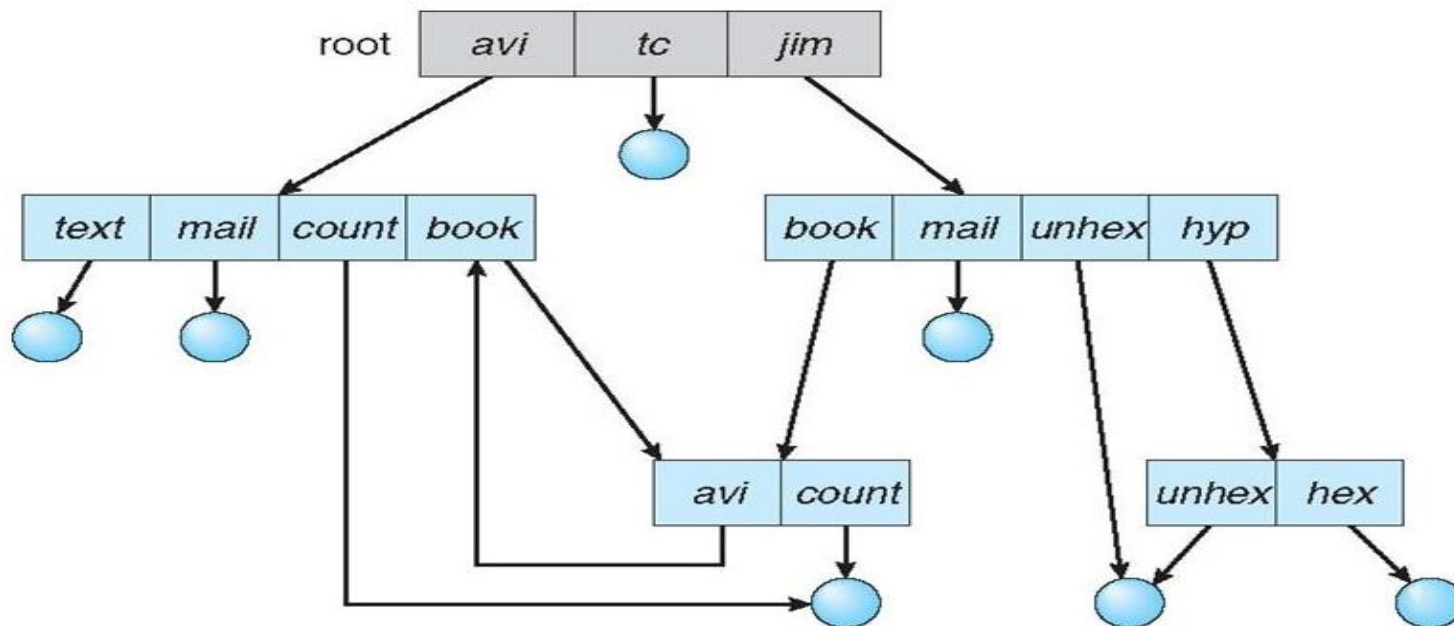 root avi tc jim
text mail count book
book mail unhex hyp
avi count
unhex hex